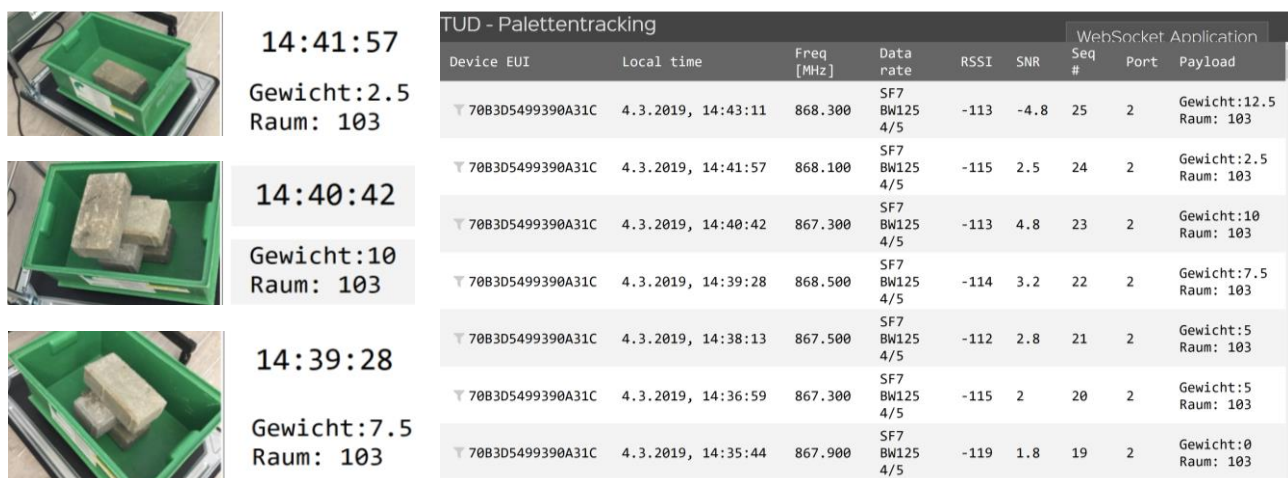 14:41:57
Gewicht:2.5
Raum: 103
14:40:42
Gewicht:10
Raum: 103
14:39:28
Gewicht:7.5
Raum: 103
TUD - Palettentracking
WebSocket Application
Device EUI Local time Freq [MHz] Data rate RSSI SNR Seq # Port Payload
70B3D5499390A31C 4.3.2019, 14:43:11 868.300 SF7 BW125 4/5 -113 -4.8 25 2 Gewicht:12.5 Raum: 103
70B3D5499390A31C 4.3.2019, 14:41:57 868.100 SF7 BW125 4/5 -115 2.5 24 2 Gewicht:2.5 Raum: 103
70B3D5499390A31C 4.3.2019, 14:40:42 867.300 SF7 BW125 4/5 -113 4.8 23 2 Gewicht:10 Raum: 103
70B3D5499390A31C 4.3.2019, 14:39:28 868.500 SF7 BW125 4/5 -114 3.2 22 2 Gewicht:7.5 Raum: 103
70B3D5499390A31C 4.3.2019, 14:38:13 867.500 SF7 BW125 4/5 -112 2.8 21 2 Gewicht:5 Raum: 103
70B3D5499390A31C 4.3.2019, 14:36:59 867.300 SF7 BW125 4/5 -115 2 20 2 Gewicht:5 Raum: 103
70B3D5499390A31C 4.3.2019, 14:35:44 867.900 SF7 BW125 4/5 -119 1.8 19 2 Gewicht:0 Raum: 103